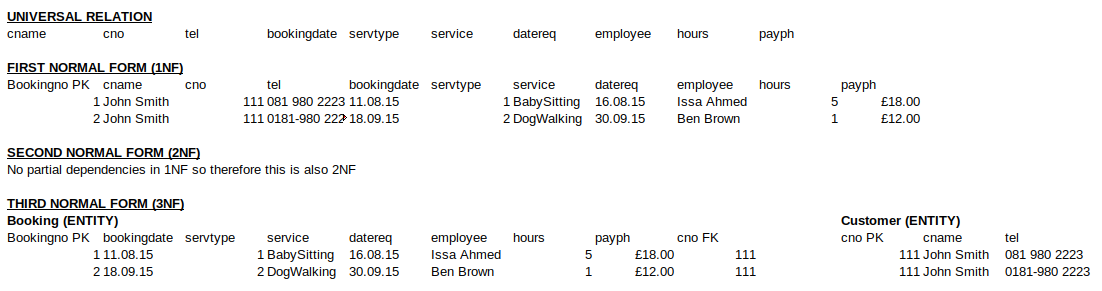 UNIVERSAL RELATION
cname cno tel bookingdate servtype service datereq employee hours payph
FIRST NORMAL FORM (1NF)
Bookingno PK cname cno tel bookingdate servtype service datereq employee hours payph
1 John Smith 111 081 980 2223 11.08.15 1 BabySitting 16.08.15 Issa Ahmed 5 £18.00
2 John Smith 111 0181-980 222 18.09.15 2 DogWalking 30.09.15 Ben Brown 1 £12.00
SECOND NORMAL FORM (2NF)
No partial dependencies in 1NF so therefore this is also 2NF
THIRD NORMAL FORM (3NF)
Booking (ENTITY) Customer (ENTITY)
Bookingno PK bookingdate servtype service datereq employee hours payph cno FK cno PK cname tel
1 11.08.15 1 BabySitting 16.08.15 Issa Ahmed 5 £18.00 111 111 John Smith 081 980 2223
2 18.09.15 2 DogWalking 30.09.15 Ben Brown 1 £12.00 111 111 John Smith 0181-980 2223